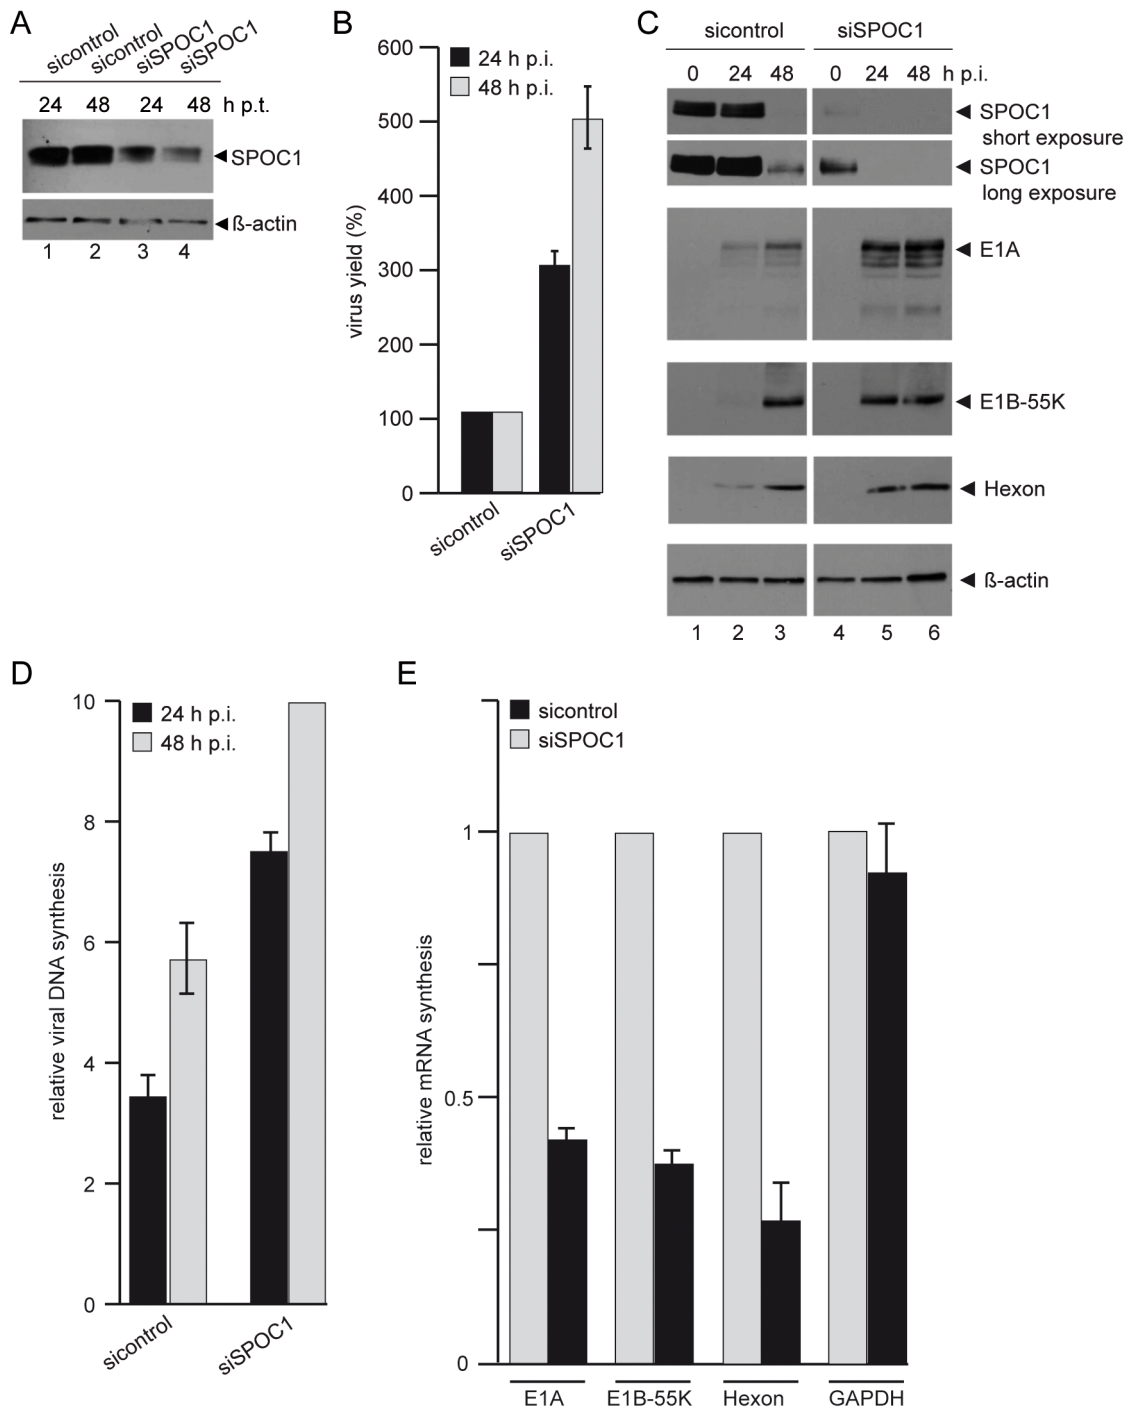 A
sicontrol
sicontrol
siSPOC1
siSPOC1
24 48 24 48 h p.t.
SPOC1
ß-actin
1 2 3 4
B
600
500
400
300
200
100
0
virus yield (%)
24 h p.i.
48 h p.i.
sicontrol
siSPOC1
C
sicontrol siSPOC1
0 24 48 0 24 48 h p.i.
SPOC1
short exposure
SPOC1
long exposure
E1A
E1B-55K
Hexon
ß-actin
1 2 3 4 5 6
D
10
8
6
4
2
0
relative viral DNA synthesis
24 h p.i.
48 h p.i.
sicontrol
siSPOC1
E
1
0.5
0
relative mRNA synthesis
sicontrol
siSPOC1
E1A E1B-55K Hexon GAPDH